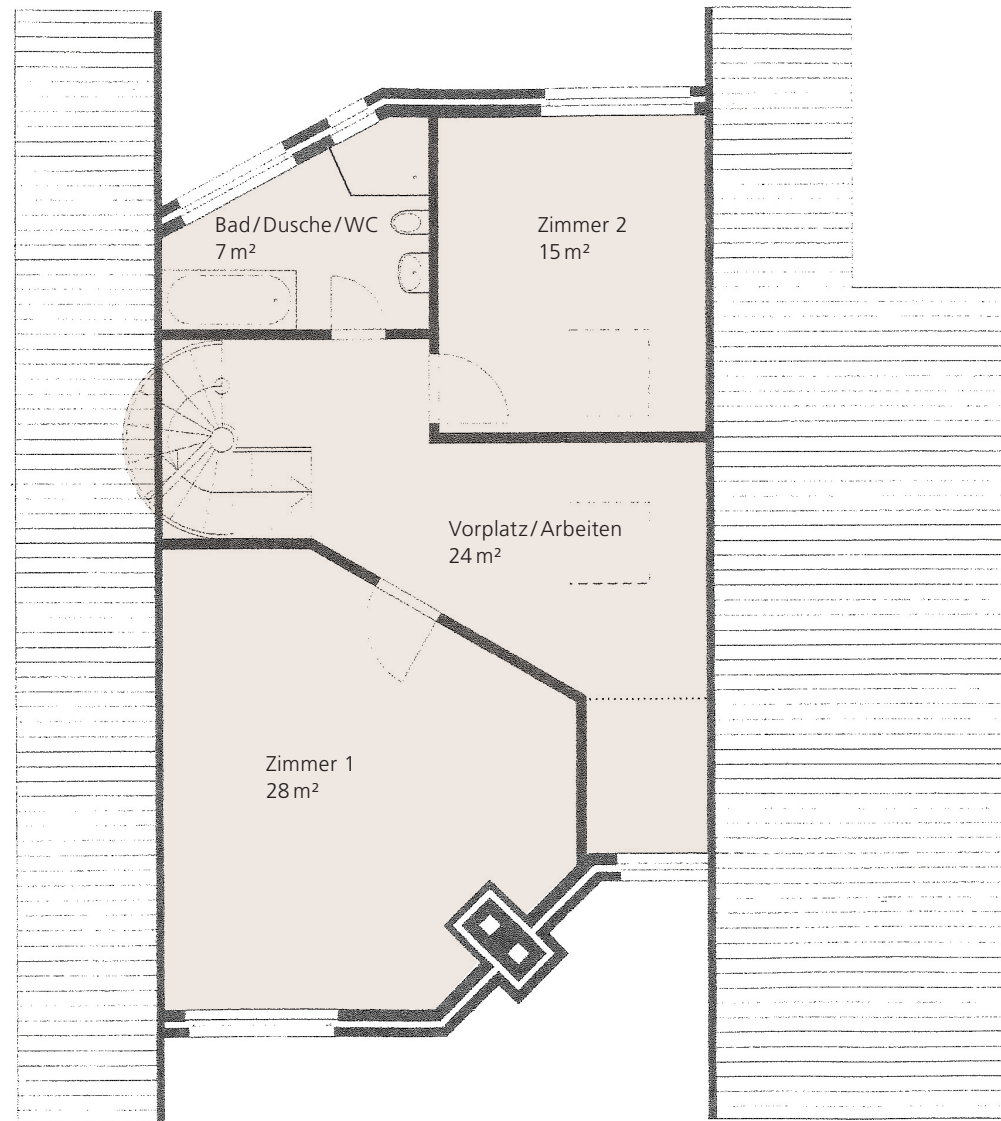 Bad/Dusche/WC
7 m²
Zimmer 2
15 m²
Vorplatz/Arbeiten
24 m²
Zimmer 1
28 m²